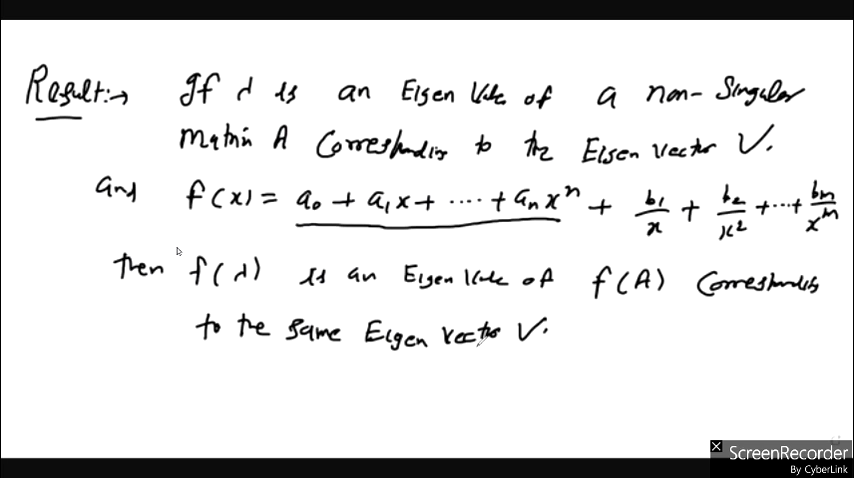 Result:→ If λ is an Eigen Value of a non-Singular
Matrix A Corresponding to the Eigen Vector V.
and f(x) = a₀ + a₁x + ···· + aₙxⁿ + b₁/x + b₂/x² + ··· + bₘ/xᵐ
then f(λ) is an Eigen Value of f(A) Corresponding
to the same Eigen Vector V.
ScreenRecorder
By CyberLink